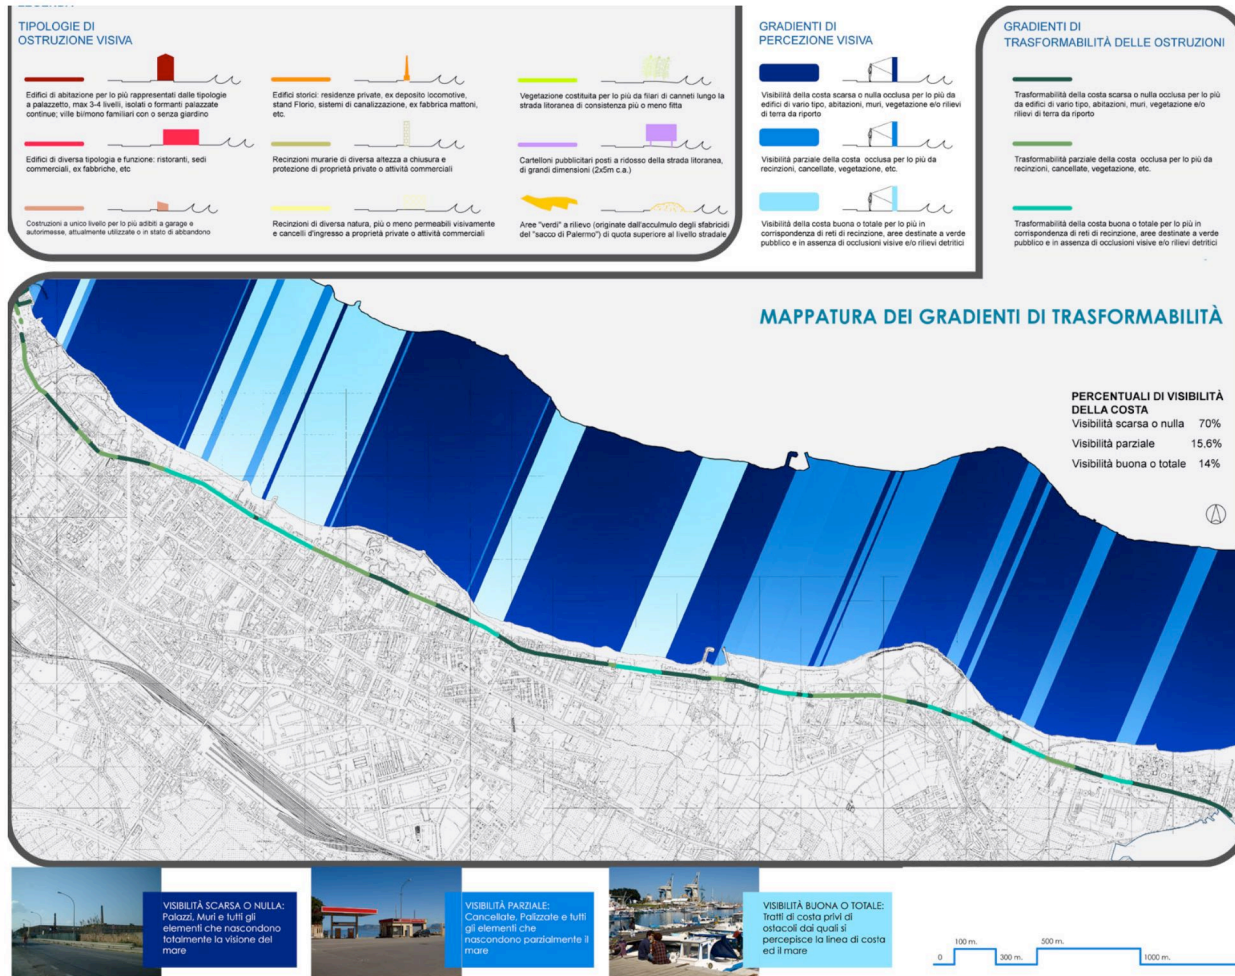 LEGENDA
TIPOLOGIE DI
OSTRUZIONE VISIVA
Edifici di abitazione per lo più rappresentati dalle tipologie
a palazzetto, max 3-4 livelli, isolati o formanti palazzate
continue; ville bi/mono familiari con o senza giardino
Edifici di diversa tipologia e funzione: ristoranti, sedi
commerciali, ex fabbriche, etc
Costruzioni a unico livello per lo più adibiti a garage e
autorimesse, attualmente utilizzate o in stato di abbandono
Edifici storici: residenze private, ex deposito locomotive,
stand Florio, sistemi di canalizzazione, ex fabbrica mattoni,
etc.
Recinzioni murarie di diversa altezza a chiusura e
protezione di proprietà private o attività commerciali
Recinzioni di diversa natura, più o meno permeabili visivamente
e cancelli d'ingresso a proprietà private o attività commerciali
Vegetazione costituita per lo più da filari di canneti lungo la
strada litoranea di consistenza più o meno fitta
Cartelloni pubblicitari posti a ridosso della strada litoranea,
di grandi dimensioni (2x5m c.a.)
Aree "verdi" a rilievo (originate dall'acculmulo degli sfabricidi
del "sacco di Palermo") di quota superiore al livello stradale
GRADIENTI DI
PERCEZIONE VISIVA
Visibilità della costa scarsa o nulla occlusa per lo più da
edifici di vario tipo, abitazioni, muri, vegetazione e/o rilievi
di terra da riporto
Visibilità parziale della costa occlusa per lo più da
recinzioni, cancellate, vegetazione, etc.
Visibilità della costa buona o totale per lo più in
corrispondenza di reti di recinzione, aree destinate a verde
pubblico e in assenza di occlusioni visive e/o rilievi detritici
GRADIENTI DI
TRASFORMABILITÀ DELLE OSTRUZIONI
Trasformabilità della costa scarsa o nulla occlusa per lo più
da edifici di vario tipo, abitazioni, muri, vegetazione e/o
rilievi di terra da riporto
Trasformabilità parziale della costa occlusa per lo più da
recinzioni, cancellate, vegetazione, etc.
Trasformabilità della costa buona o totale per lo più in
corrispondenza di reti di recinzione, aree destinate a verde
pubblico e in assenza di occlusioni visive e/o rilievi detritici
MAPPATURA DEI GRADIENTI DI TRASFORMABILITÀ
PERCENTUALI DI VISIBILITÀ
DELLA COSTA
Visibilità scarsa o nulla 70%
Visibilità parziale 15,6%
Visibilità buona o totale 14%
VISIBILITÀ SCARSA O NULLA:
Palazzi, Muri e tutti gli
elementi che nascondono
totalmente la visione del
mare
VISIBILITÀ PARZIALE:
Cancellate, Palizzate e tutti
gli elementi che
nascondono parzialmente il
mare
VISIBILITÀ BUONA O TOTALE:
Tratti di costa privi di
ostacoli dai quali si
percepisce la linea di costa
ed il mare
0 100 m. 300 m. 500 m. 1000 m.